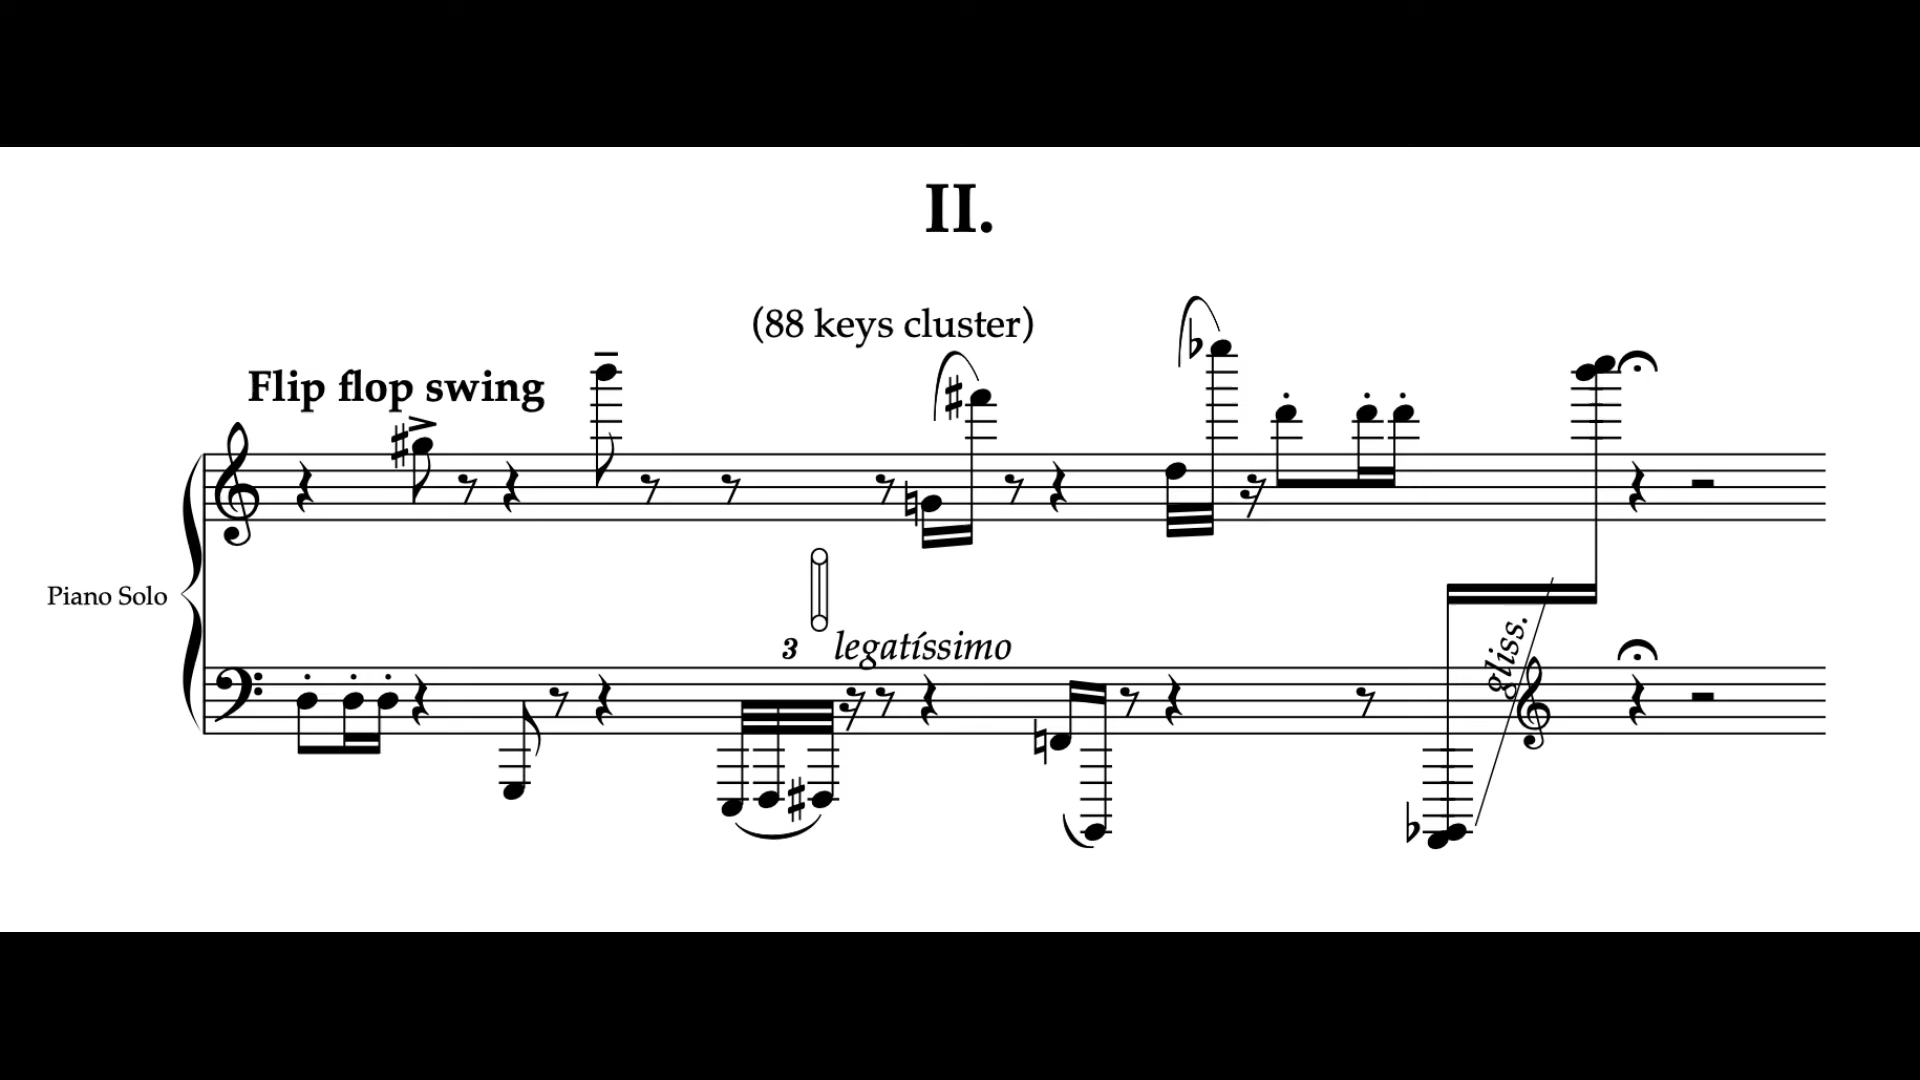 II.
(88 keys cluster)
Flip flop swing
Piano Solo
3 legatíssimo
gliss.